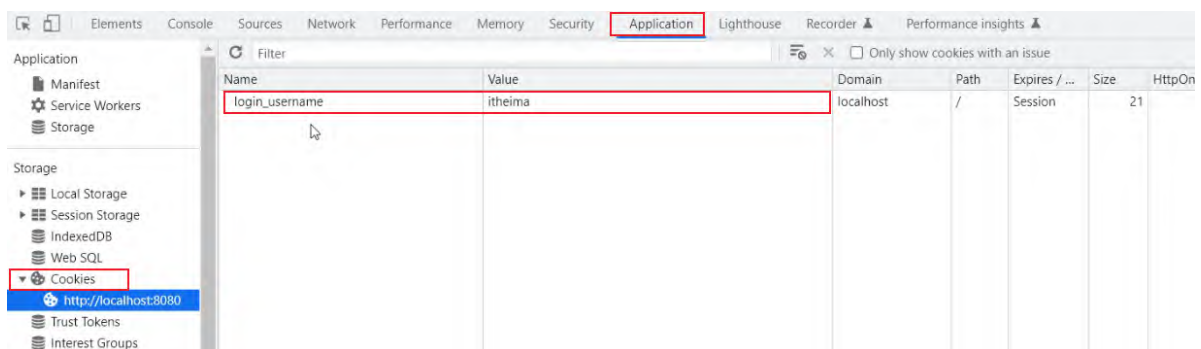 Elements Console Sources Network Performance Memory Security Application Lighthouse Recorder Performance insights
Application
Manifest
Service Workers
Storage
Storage
Local Storage
Session Storage
IndexedDB
Web SQL
Cookies
http://localhost:8080
Trust Tokens
Interest Groups
Filter Only show cookies with an issue
Name Value Domain Path Expires / ... Size HttpOn
login_username itheima localhost / Session 21